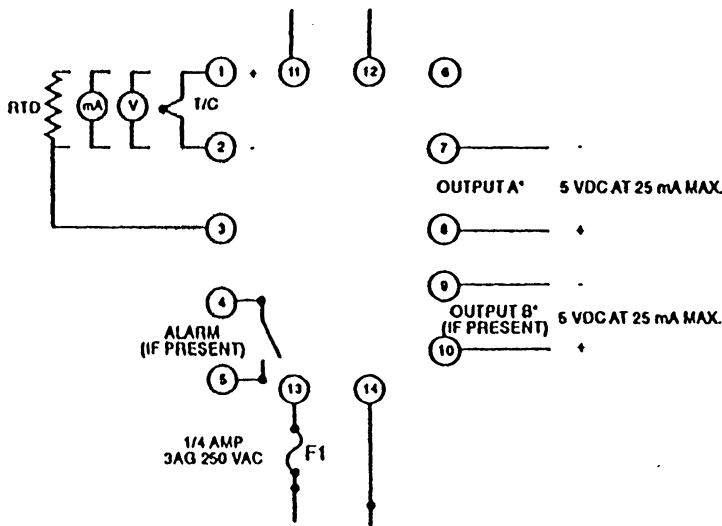 1 + 11 12 6
RTD mA V T/C
2 - 7 -
OUTPUT A* 5 VDC AT 25 mA MAX.
3 8 +
9 -
4
OUTPUT B* 5 VDC AT 25 mA MAX.
ALARM (IF PRESENT)
(IF PRESENT) 10 +
5 13 14
1/4 AMP F1
3AG 250 VAC